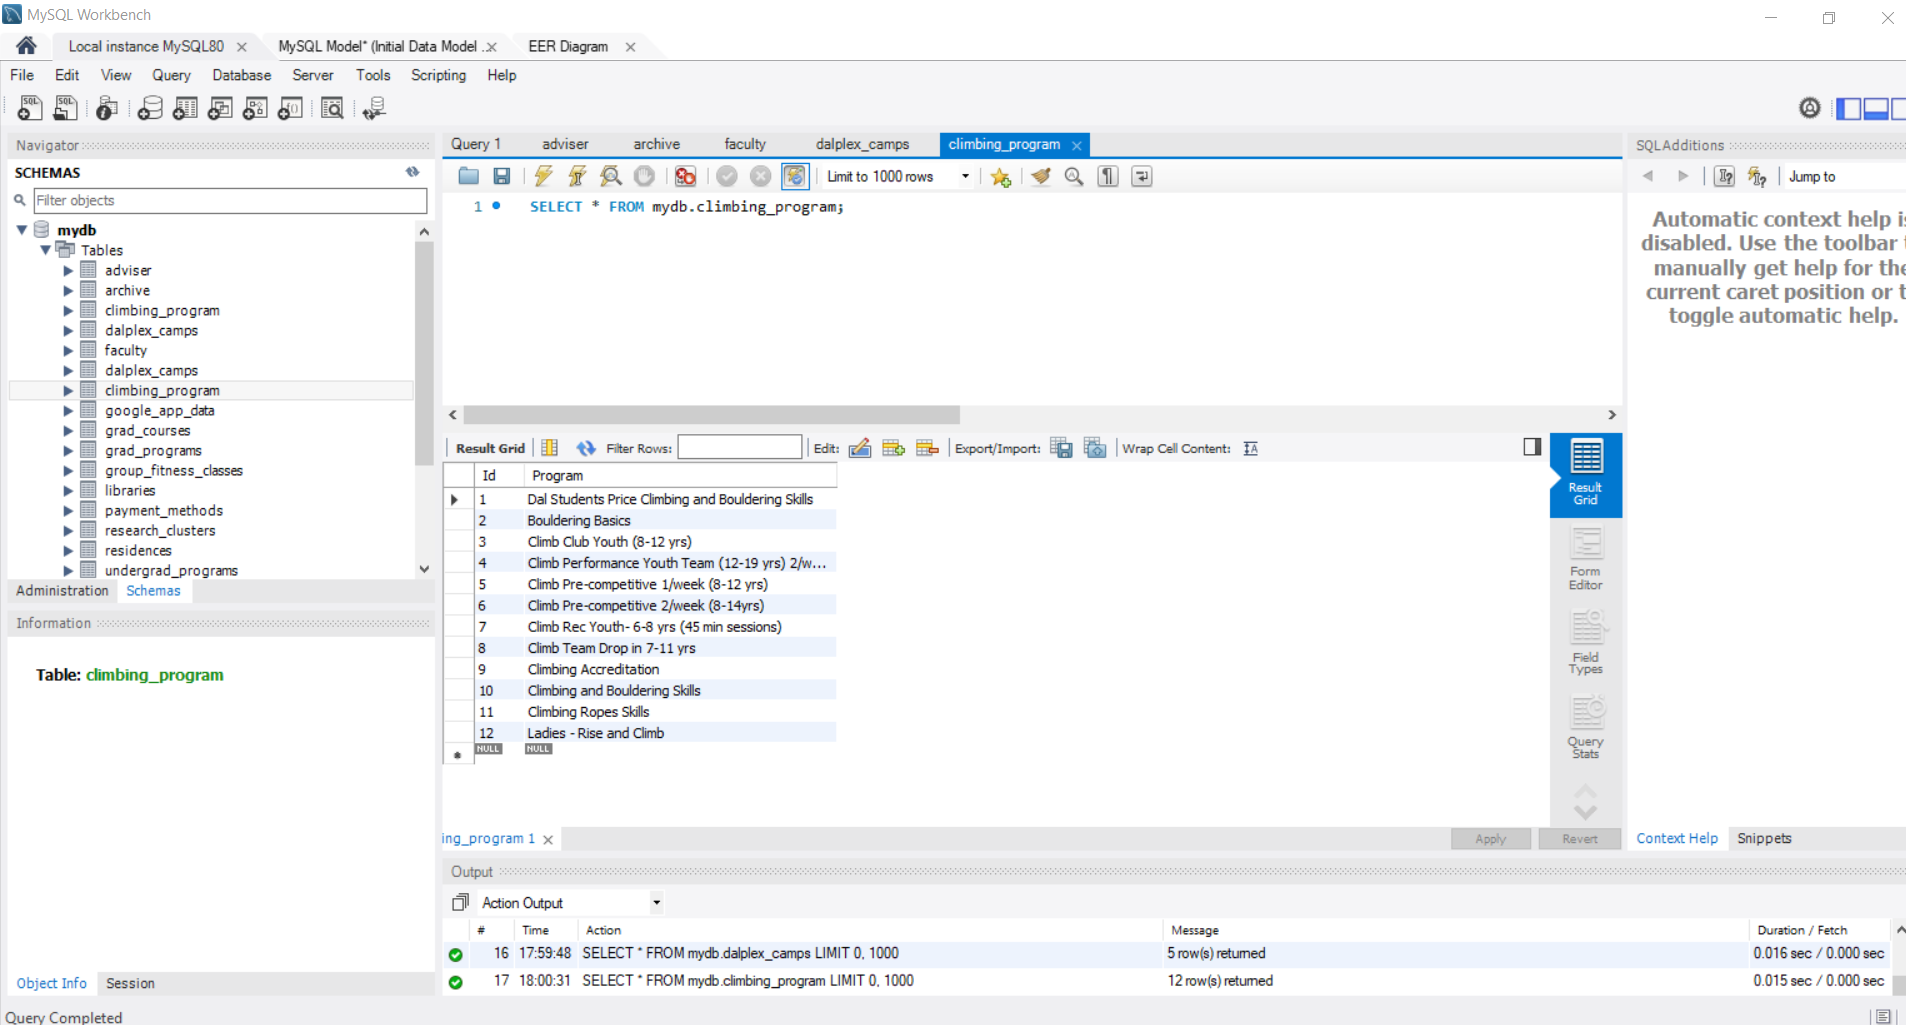 MySQL Workbench
Local instance MySQL80
MySQL Model* (Initial Data Model .
EER Diagram
File Edit View Query Database Server Tools Scripting Help
Navigator
SCHEMAS
Filter objects
mydb
Tables
adviser
archive
climbing_program
dalplex_camps
faculty
dalplex_camps
climbing_program
google_app_data
grad_courses
grad_programs
group_fitness_classes
libraries
payment_methods
research_clusters
residences
undergrad_programs
Administration Schemas
Information
Table: climbing_program
Object Info Session
Query Completed
Query 1 adviser archive faculty dalplex_camps climbing_program
Limit to 1000 rows
1 SELECT * FROM mydb.climbing_program;
Result Grid Filter Rows: Edit: Export/Import: Wrap Cell Content:
Id Program
1 Dal Students Price Climbing and Bouldering Skills
2 Bouldering Basics
3 Climb Club Youth (8-12 yrs)
4 Climb Performance Youth Team (12-19 yrs) 2/w...
5 Climb Pre-competitive 1/week (8-12 yrs)
6 Climb Pre-competitive 2/week (8-14yrs)
7 Climb Rec Youth- 6-8 yrs (45 min sessions)
8 Climb Team Drop in 7-11 yrs
9 Climbing Accreditation
10 Climbing and Bouldering Skills
11 Climbing Ropes Skills
12 Ladies - Rise and Climb
NULL NULL
Result
Grid
Form
Editor
Field
Types
Query
Stats
ing_program 1
Apply Revert
SQLAdditions
Jump to
Automatic context help is
disabled. Use the toolbar t
manually get help for the
current caret position or t
toggle automatic help.
Context Help Snippets
Output
Action Output
# Time Action Message Duration / Fetch
16 17:59:48 SELECT * FROM mydb.dalplex_camps LIMIT 0, 1000 5 row(s) returned 0.016 sec / 0.000 sec
17 18:00:31 SELECT * FROM mydb.climbing_program LIMIT 0, 1000 12 row(s) returned 0.015 sec / 0.000 sec